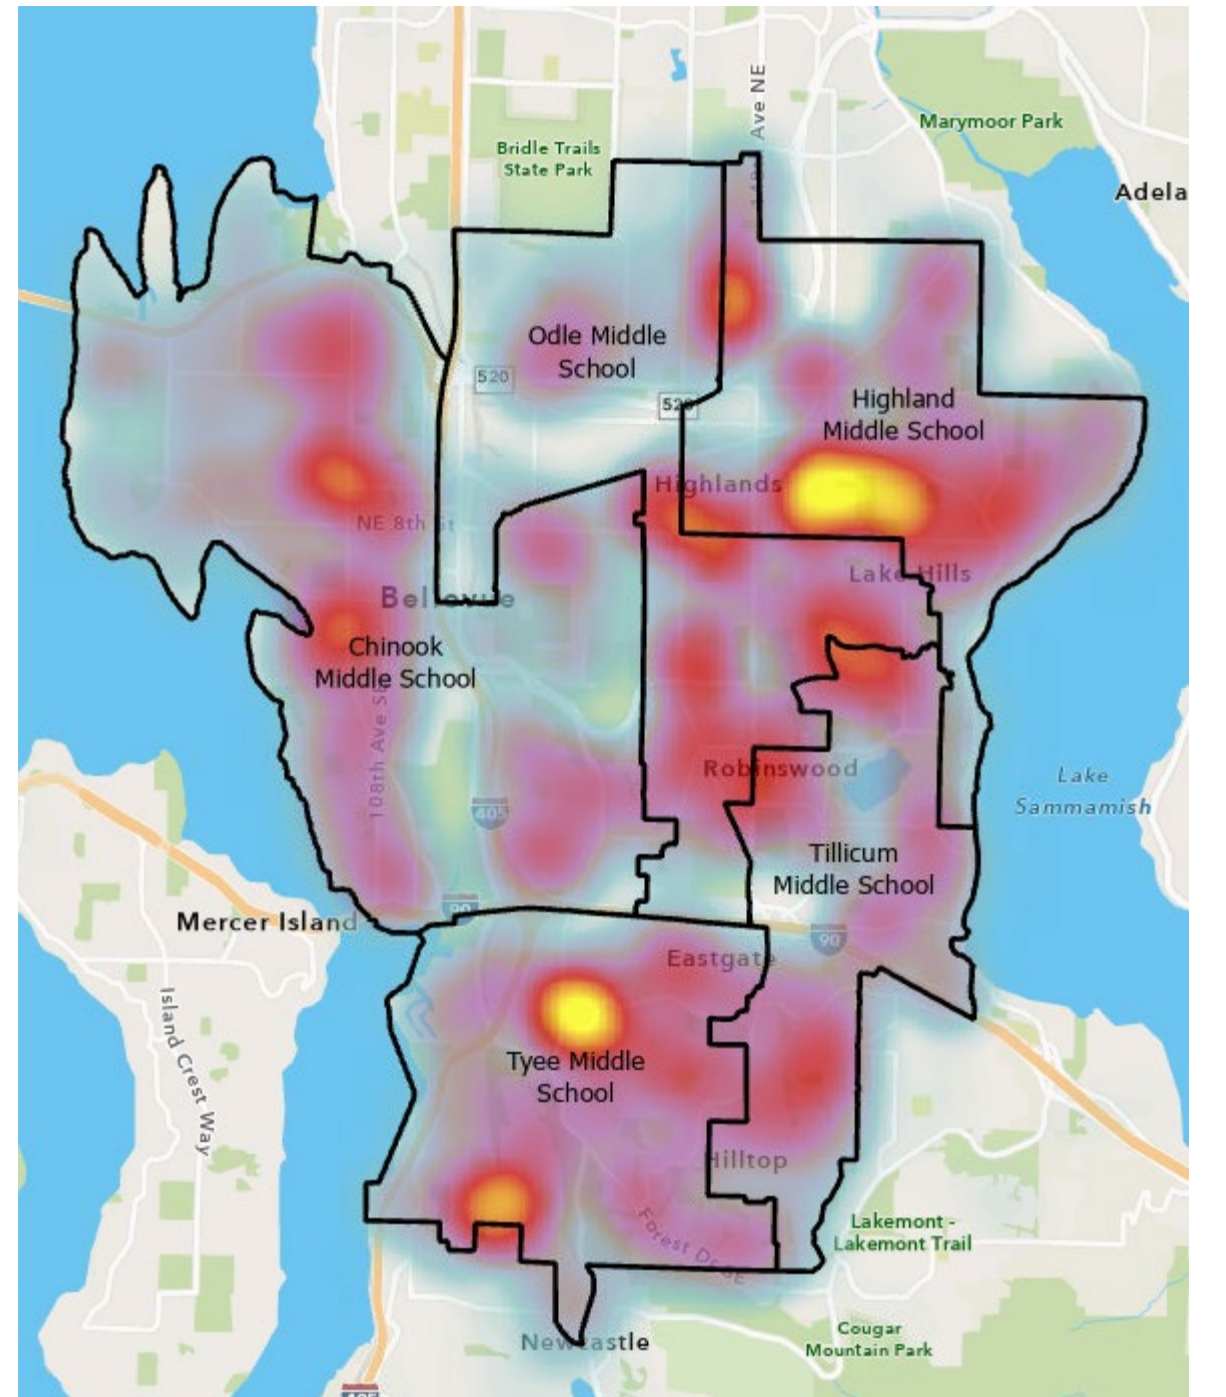 Ave NE
Marymoor Park
Bridle Trails
State Park
Adela
Odle Middle
School
520
520
Highland
Middle School
Highlands
NE 8th St
Lake Hills
Bellevue
Chinook
Middle School
108th Ave SE
Robinswood
Lake
Sammamish
405
Tillicum
Middle School
90
Mercer Island
90
Eastgate
Island Crest Way
Tyee Middle
School
Hilltop
Forest Dr SE
Lakemont -
Lakemont Trail
Newcastle
Cougar
Mountain Park
405